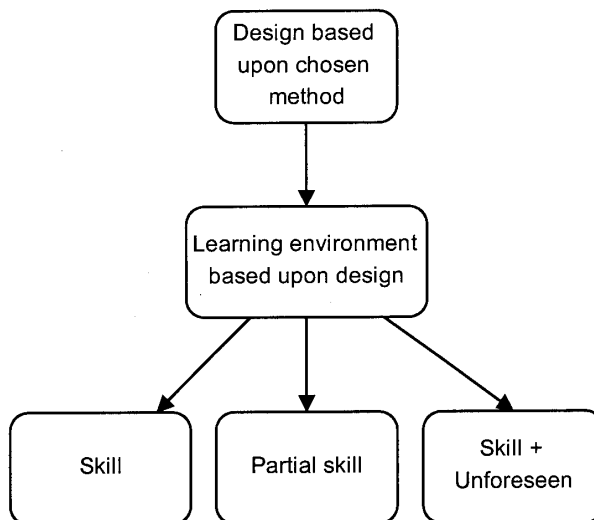 Design based
upon chosen
method
Learning environment
based upon design
Skill
Partial skill
Skill +
Unforeseen